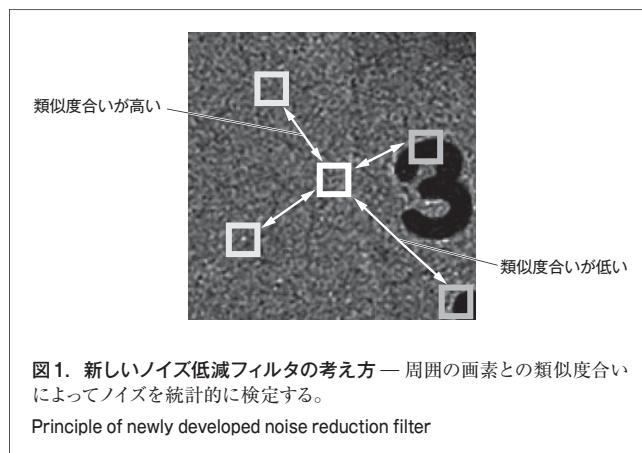 類似度合いが高い
3
類似度合いが低い
図1. 新しいノイズ低減フィルタの考え方 — 周囲の画素との類似度合い
によってノイズを統計的に検定する。
Principle of newly developed noise reduction filter